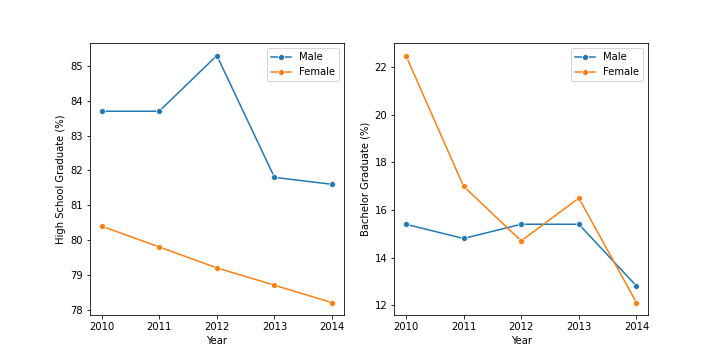 Male
Female
85
84
83
82
81
80
79
78
High School Graduate (%)
2010 2011 2012 2013 2014
Year
Male
Female
22
20
18
16
14
12
Bachelor Graduate (%)
2010 2011 2012 2013 2014
Year